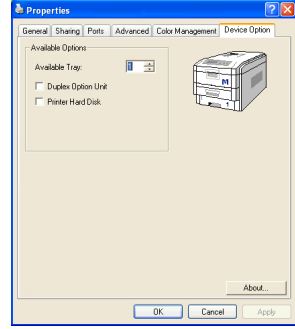 Properties
General Sharing Ports Advanced Color Management Device Option
Available Options
Available Tray: 1
Duplex Option Unit
Printer Hard Disk
M
1
About...
OK Cancel Apply